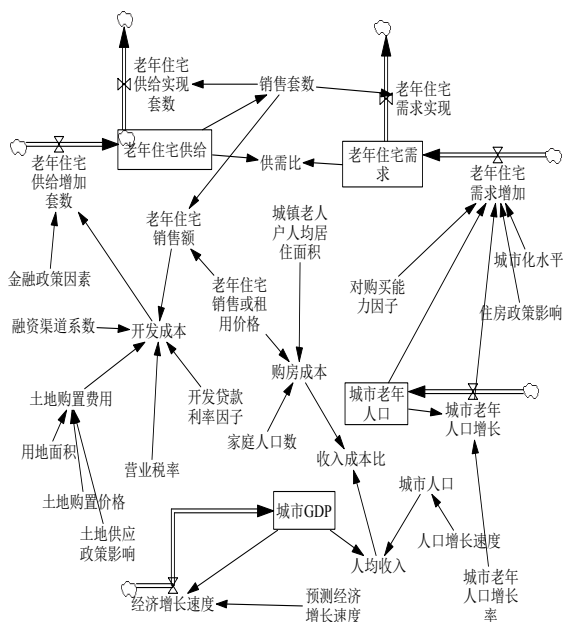 老年住宅
供给实现
套数
销售套数
老年住宅
需求实现
老年住宅供给
供需比
老年住宅需
求
老年住宅
供给增加
套数
老年住宅
需求增加
老年住宅
销售额
城镇老人
户人均居
住面积
城市化水平
金融政策因素
老年住宅
销售或租
用价格
对购买能
力因子
住房政策影响
融资渠道系数
开发成本
购房成本
土地购置费用
开发贷款
利率因子
城市老年
人口
城市老年
人口增长
用地面积
营业税率
家庭人口数
收入成本比
土地购置价格
城市人口
土地供应
政策影响
城市GDP
人口增长速度
人均收入
经济增长速度
预测经济
增长速度
城市老年
人口增长
率